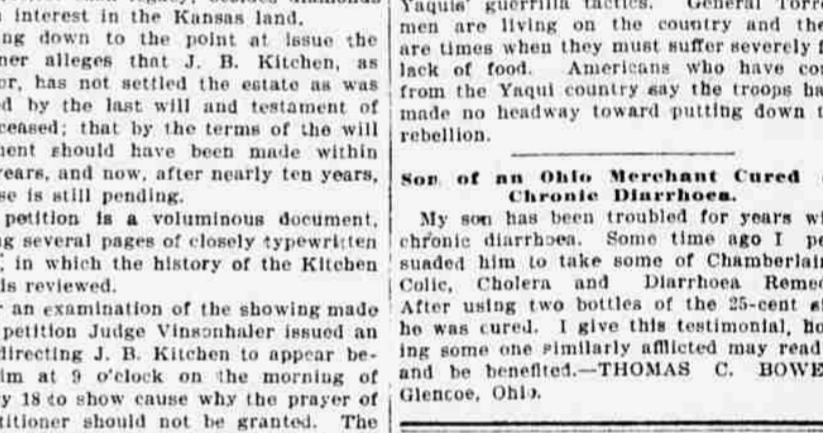 interest in the Kansas land.
ing down to the point at issue the
ner alleges that J. B. Kitchen, as
or, has not settled the estate as was
ed by the last will and testament of
ceased; that by the terms of the will
ment should have been made within
years, and now, after nearly ten years,
se is still pending.
petition is a voluminous document,
ng several pages of closely typewritten
, in which the history of the Kitchen
is reviewed.
r an examination of the showing made
petition Judge Vinsonhaler issued an
directing J. B. Kitchen to appear be-
im at 9 o'clock on the morning of
y 18 to show cause why the prayer of
titioner should not be granted. The
Yaquis' guerrilla tactics. General Torre
men are living on the country and the
are times when they must suffer severely f
lack of food. Americans who have co
from the Yaqui country say the troops ha
made no headway toward putting down t
rebellion.
Son of an Ohio Merchant Cured
Chronic Diarrhoea.
My son has been troubled for years wi
chronic diarrhoea. Some time ago I pe
suaded him to take some of Chamberlain
Colic, Cholera and Diarrhoea Remed
After using two bottles of the 25-cent si
he was cured. I give this testimonial, ho
ing some one similarly afflicted may read
and be benefited.—THOMAS C. BOWE
Glencoe, Ohio.